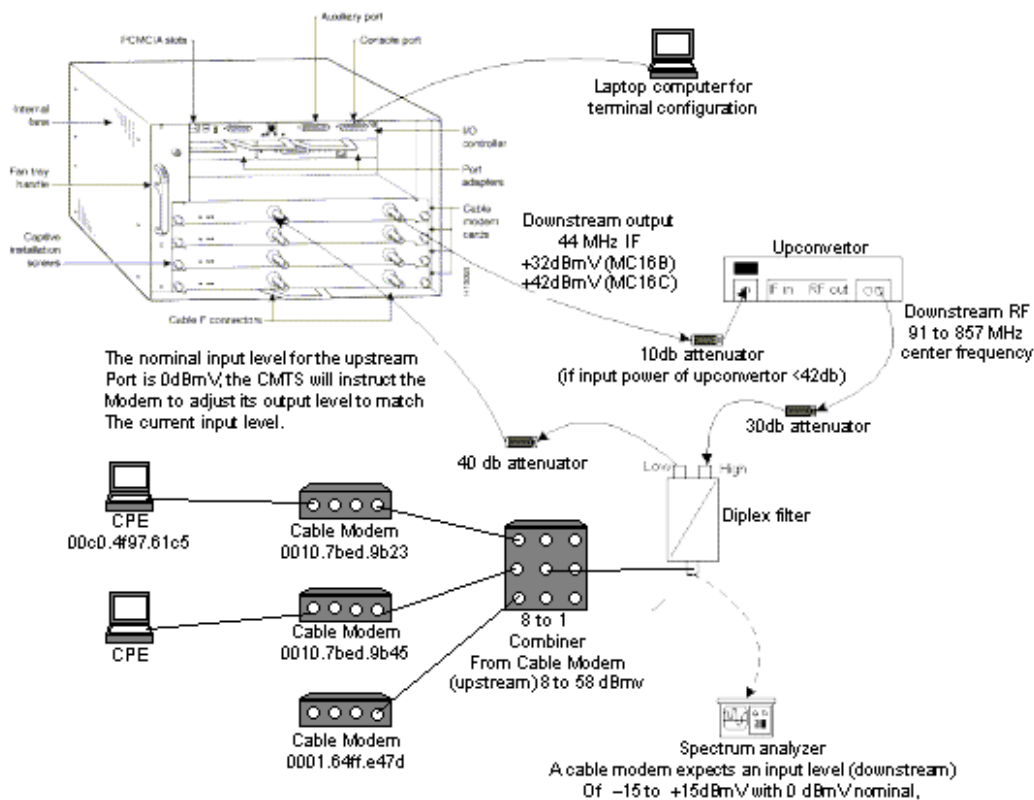 Auxiliary port
PCMCIA slots
Console port
Laptop computer for
terminal configuration
Internal
fans
I/O
controller
Fan tray
handle
Port
adapters
Cable
modem
cards
Captive
installation
screws
Cable F connectors
Downstream output
44 MHz IF
+32dBmV (MC16B)
+42dBmV (MC16C)
Upconvertor
IF in RF out
Downstream RF
91 to 857 MHz
center frequency
10db attenuator
(if input power of upconvertor <42db)
The nominal input level for the upstream
Port is 0dBmV, the CMTS will instruct the
Modem to adjust its output level to match
The current input level.
30db attenuator
40 db attenuator
Low
High
Diplex filter
CPE
00c0.4f97.61c5
Cable Modem
0010.7bed.9b23
CPE
Cable Modem
0010.7bed.9b45
8 to 1
Combiner
From Cable Modem
(upstream) 8 to 58 dBmv
Cable Modem
0001.64ff.e47d
Spectrum analyzer
A cable modem expects an input level (downstream)
Of –15 to +15dBmV with 0 dBmV nominal,